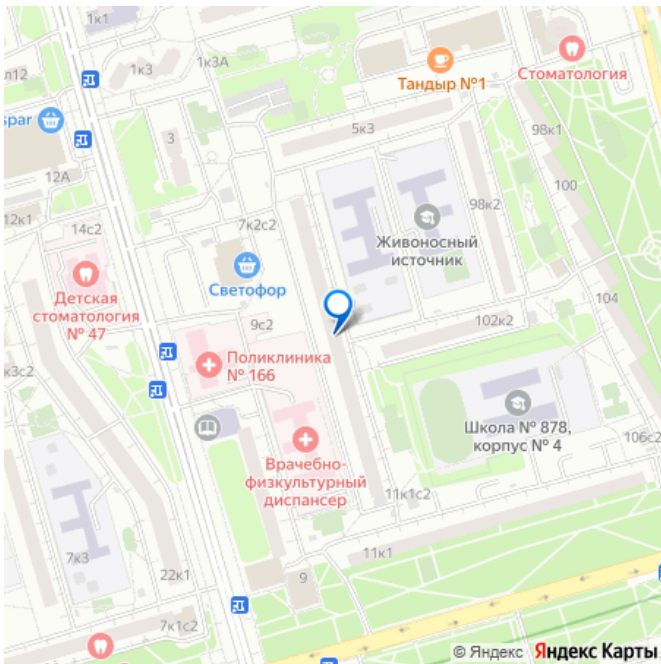 1к1
1к3А
1к3
л12
Тандыр №1
Стоматология
spar
3
5к3
98к1
12А
100
12к1
14с2
7к2с2
98к2
Живоносный
источник
Детская
стоматология
№ 47
Светофор
104
9с2
102к2
Поликлиника
№ 166
к3с2
Школа № 878,
корпус № 4
106с2
Врачебно-
физкультурный
диспансер
11к1с2
7к3
11к1
22к1
9
7к1с2
© Яндекс Яндекс Карты